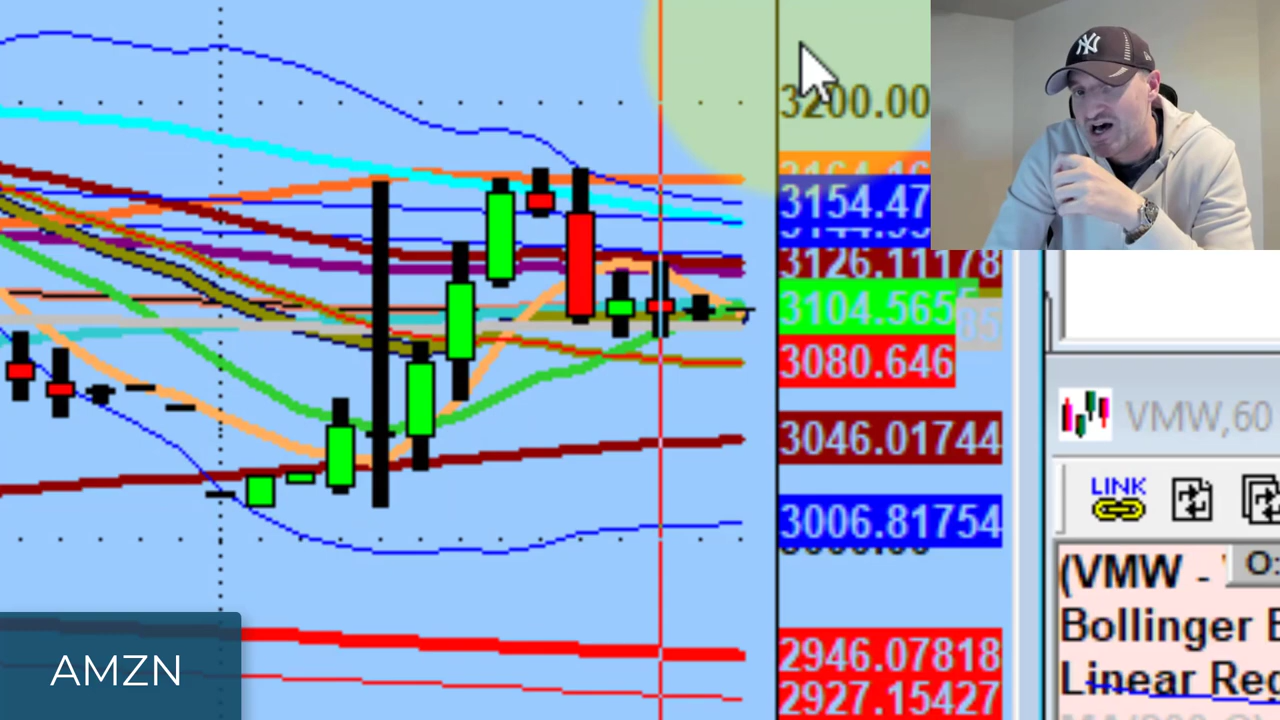 3200.00
3154.47
3126.11178
3104.565
85
3080.646
3046.01744
3006.81754
2946.07818
2927.15427
AMZN
VMW,60
LINK
(VMW -
O:
Bollinger
Linear Reg